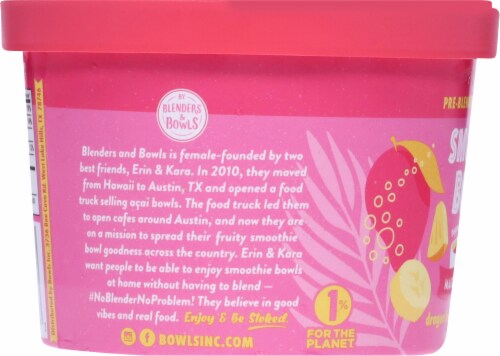 BY
BLENDERS
& BOWLS
Blenders and Bowls is female-founded by two
best friends, Erin & Kara. In 2010, they moved
from Hawaii to Austin, TX and opened a food
truck selling açai bowls. The food truck led them
to open cafes around Austin, and now they are
on a mission to spread their fruity smoothie
bowl goodness across the country. Erin & Kara
want people to be able to enjoy smoothie bowls
at home without having to blend —
#NoBlenderNoProblem! They believe in good
vibes and real food. Enjoy & Be Stoked.
BOWLSINC.COM
1%
FOR THE
PLANET
PRE-BLE
SM
B
dragon